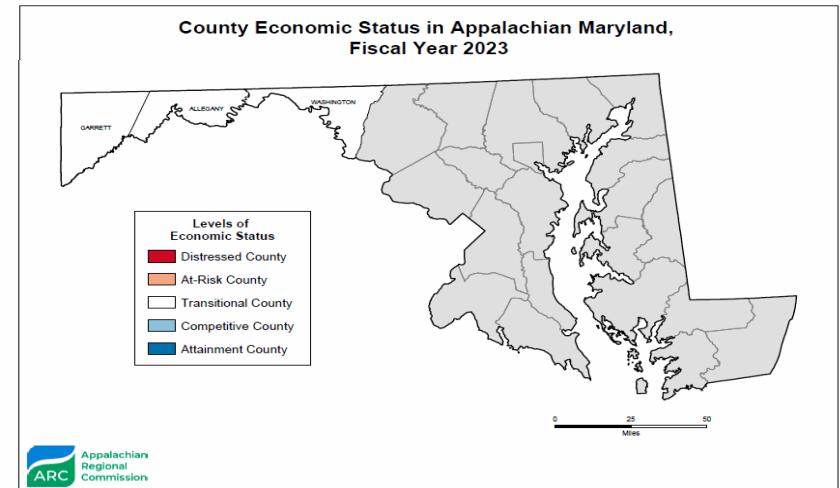 County Economic Status in Appalachian Maryland,
Fiscal Year 2023
WASHINGTON
ALLEGANY
GARRETT
Levels of
Economic Status
Distressed County
At-Risk County
Transitional County
Competitive County
Attainment County
0 25 50
Miles
ARC
Appalachian
Regional
Commission